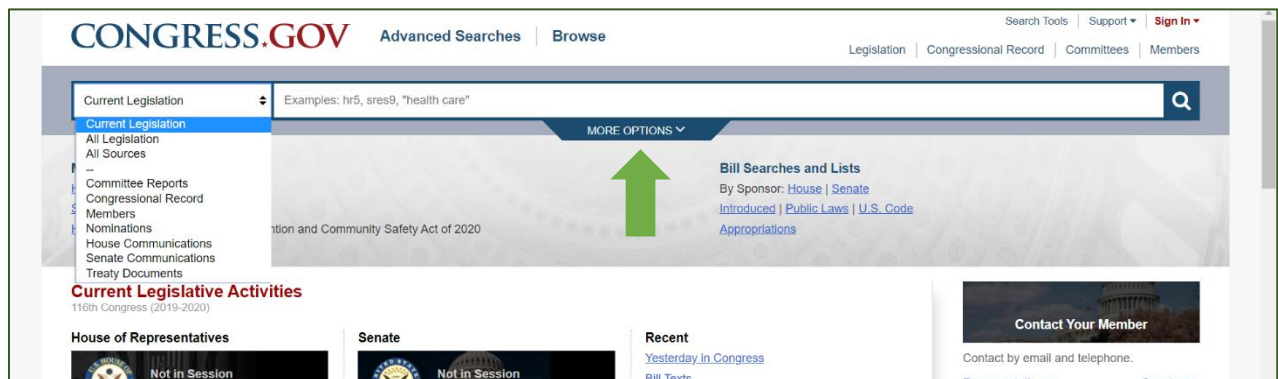 CONGRESS.GOV Advanced Searches | Browse
Search Tools | Support ▾ | Sign In ▾
Legislation | Congressional Record | Committees | Members
Current Legislation
Examples: hr5, sres9, "health care"
MORE OPTIONS
Current Legislation
All Legislation
All Sources
--
Committee Reports
Congressional Record
Members
Nominations
House Communications
Senate Communications
Treaty Documents
and Community Safety Act of 2020
Bill Searches and Lists
By Sponsor: House | Senate
Introduced | Public Laws | U.S. Code
Appropriations
Current Legislative Activities
116th Congress (2019-2020)
House of Representatives
Not in Session
Senate
Not in Session
Recent
Yesterday in Congress
Bill Texts
Contact Your Member
Contact by email and telephone.